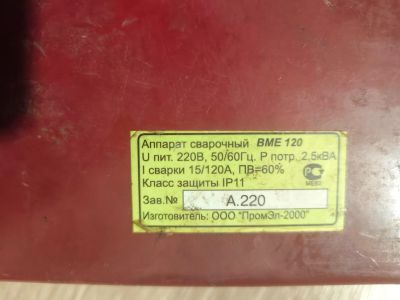 Аппарат сварочный ВМЕ 120
U пит. 220В, 50/60Гц. Р потр. 2,5кВА
I сварки 15/120А, ПВ=60%
Класс защиты IP11
Зав.№ А.220
Изготовитель: ООО "ПромЭл-2000"